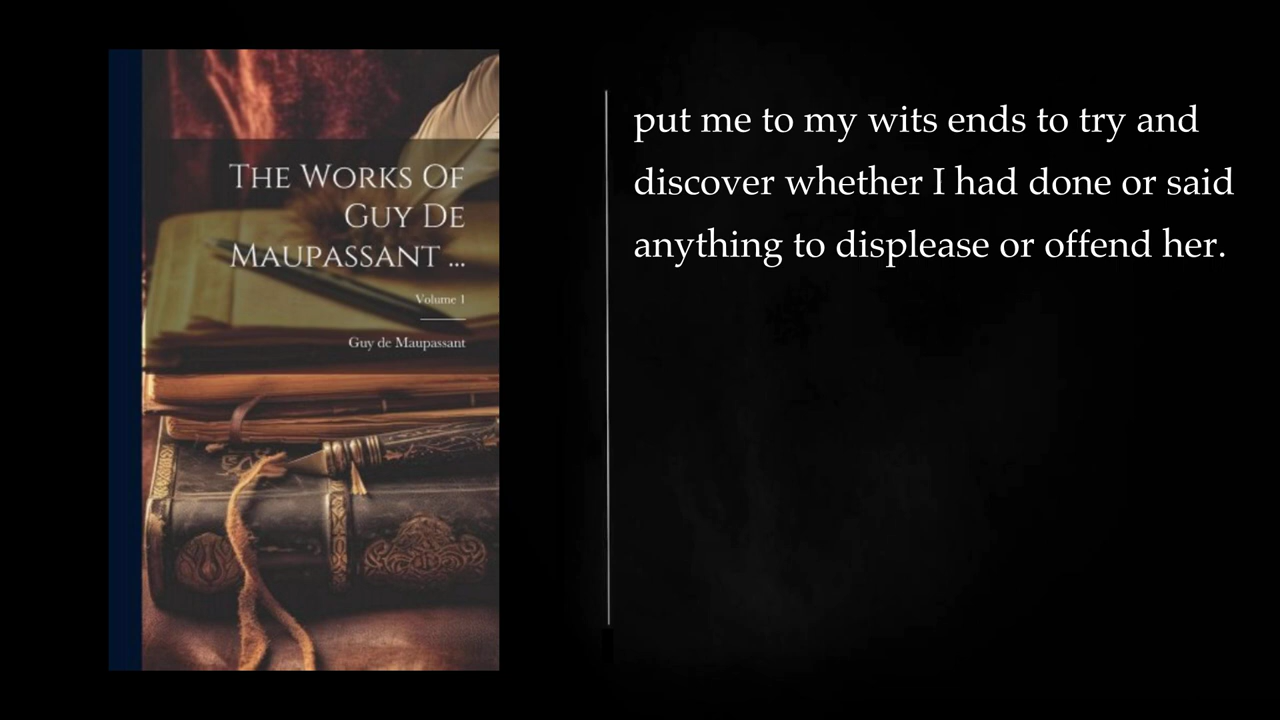 The Works Of
Guy De
Maupassant ...
Volume 1
Guy de Maupassant
put me to my wits ends to try and
discover whether I had done or said
anything to displease or offend her.